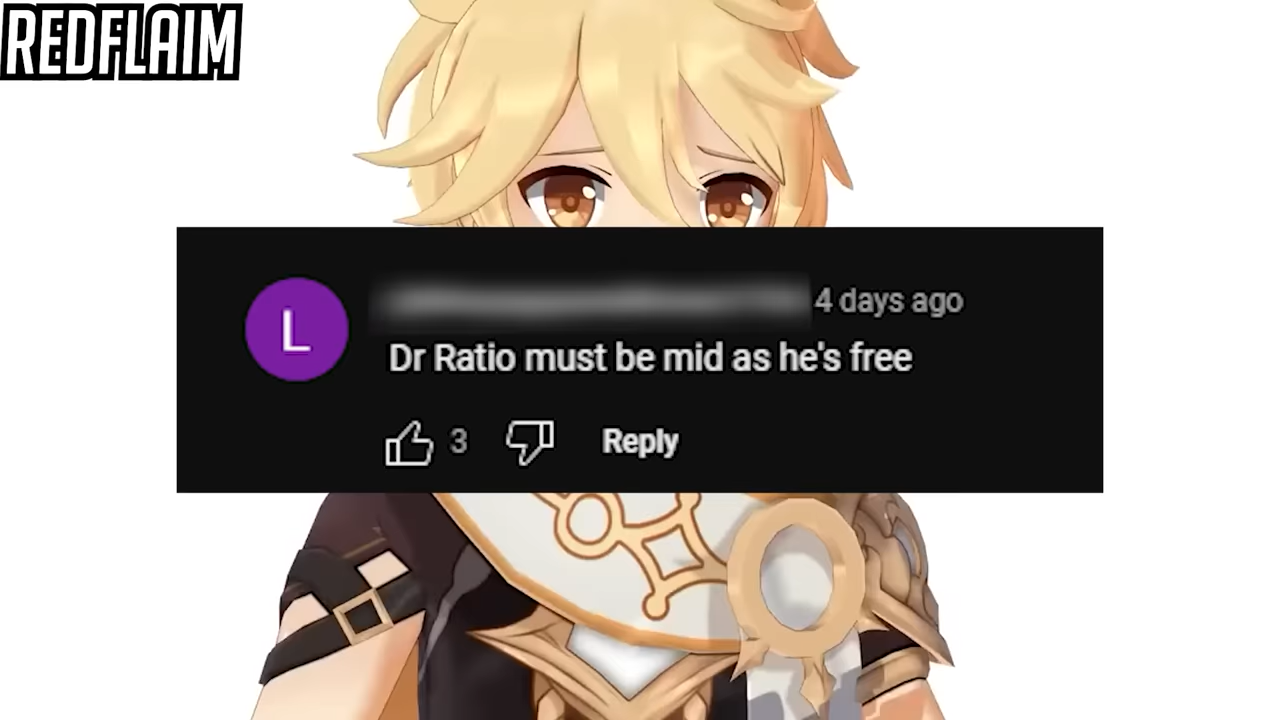 REDFLAIM
L
4 days ago
Dr Ratio must be mid as he's free
3
Reply